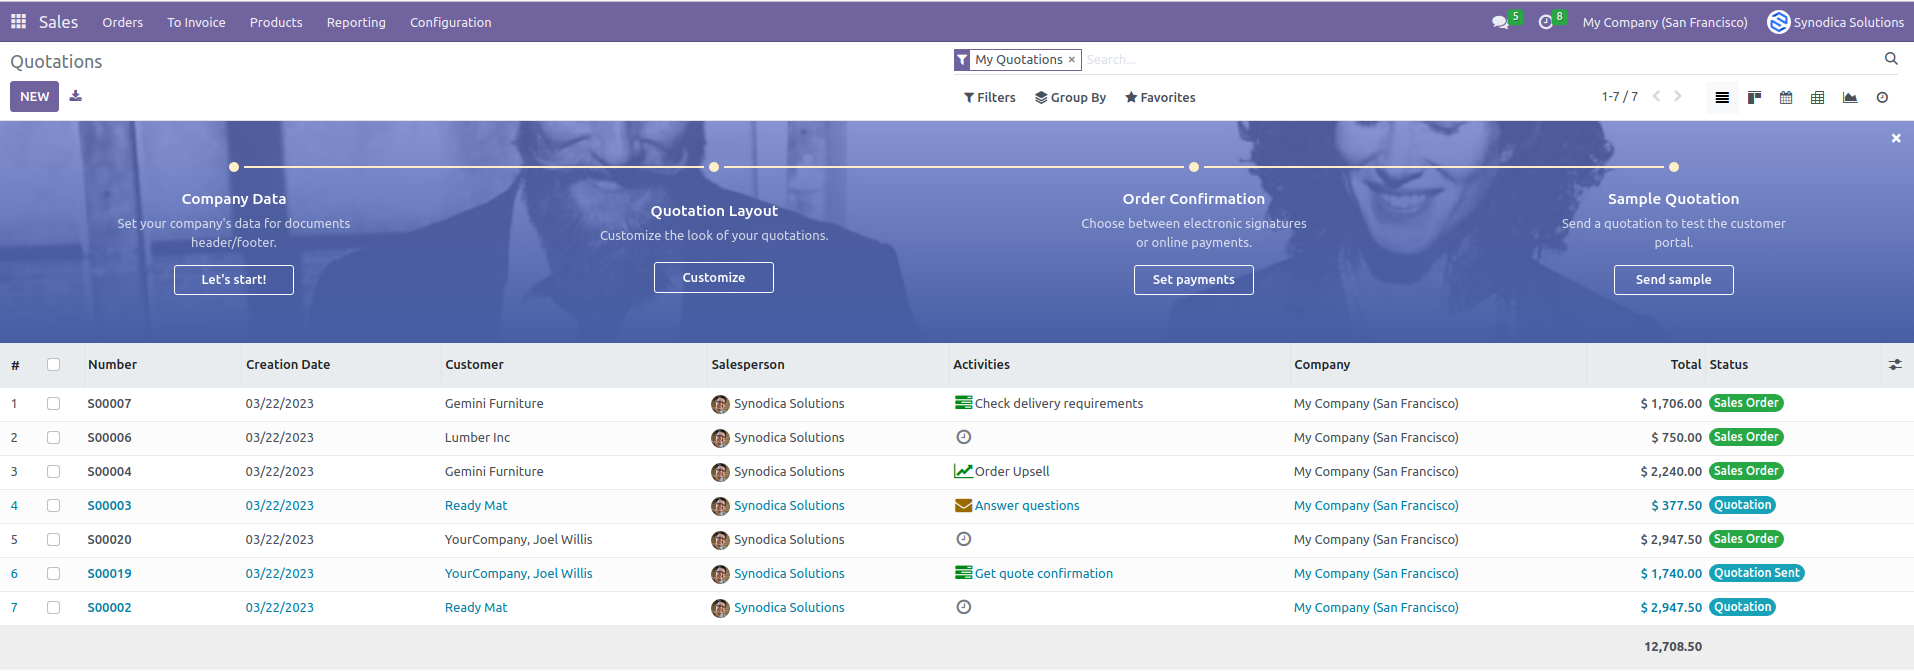 Sales Orders To Invoice Products Reporting Configuration 5 8 My Company (San Francisco) Synodica Solutions
Quotations My Quotations × Search...
NEW Filters Group By Favorites 1-7 / 7
Company Data
Set your company's data for documents
header/footer.
Let's start!
Quotation Layout
Customize the look of your quotations.
Customize
Order Confirmation
Choose between electronic signatures
or online payments.
Set payments
Sample Quotation
Send a quotation to test the customer
portal.
Send sample
# Number Creation Date Customer Salesperson Activities Company Total Status
1 S00007 03/22/2023 Gemini Furniture Synodica Solutions Check delivery requirements My Company (San Francisco) $ 1,706.00 Sales Order
2 S00006 03/22/2023 Lumber Inc Synodica Solutions My Company (San Francisco) $ 750.00 Sales Order
3 S00004 03/22/2023 Gemini Furniture Synodica Solutions Order Upsell My Company (San Francisco) $ 2,240.00 Sales Order
4 S00003 03/22/2023 Ready Mat Synodica Solutions Answer questions My Company (San Francisco) $ 377.50 Quotation
5 S00020 03/22/2023 YourCompany, Joel Willis Synodica Solutions My Company (San Francisco) $ 2,947.50 Sales Order
6 S00019 03/22/2023 YourCompany, Joel Willis Synodica Solutions Get quote confirmation My Company (San Francisco) $ 1,740.00 Quotation Sent
7 S00002 03/22/2023 Ready Mat Synodica Solutions My Company (San Francisco) $ 2,947.50 Quotation
12,708.50